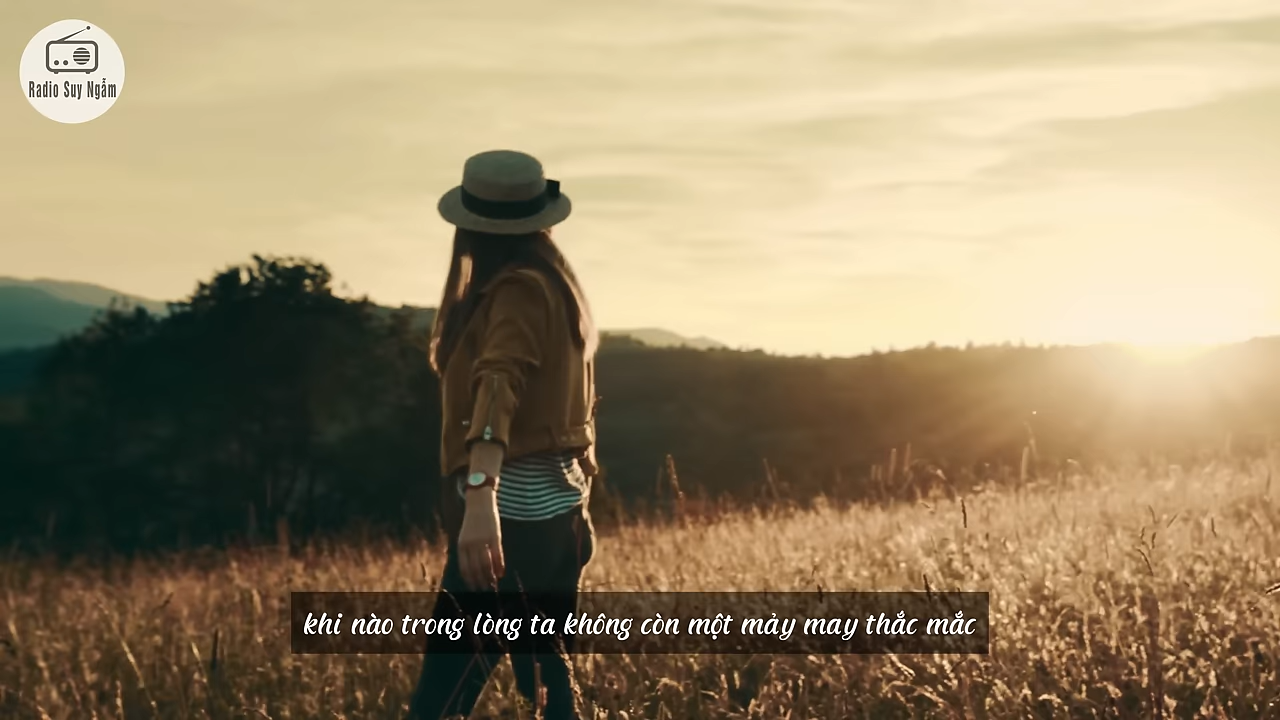 Radio Suy Ngẫm
khi nào trong lòng ta không còn một mảy may thắc mắc